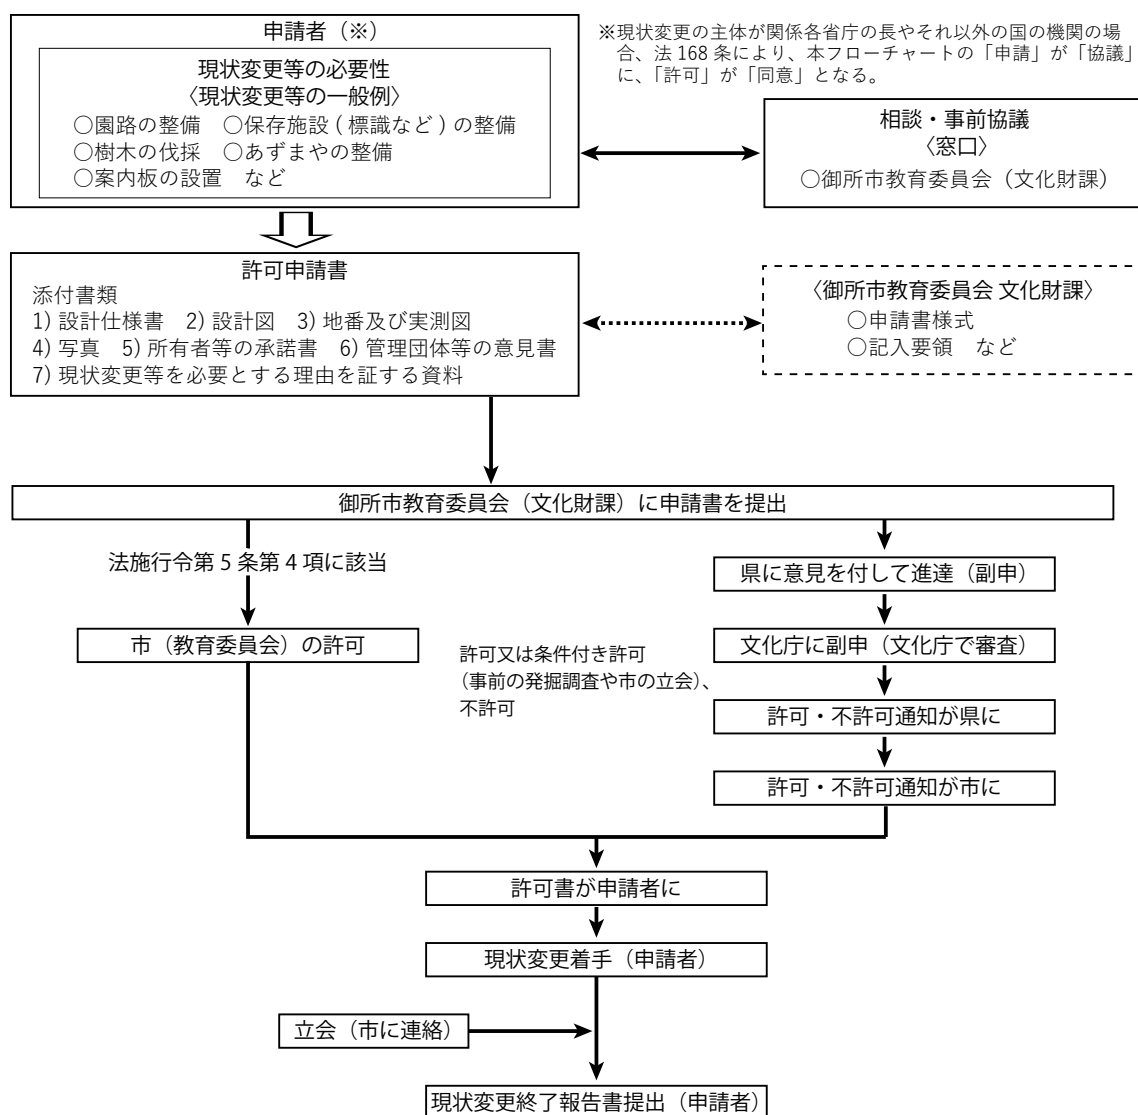 申請者（※）
現状変更等の必要性
〈現状変更等の一般例〉
○園路の整備　○保存施設 ( 標識など ) の整備
○樹木の伐採　○あずまやの整備
○案内板の設置　など
※現状変更の主体が関係各省庁の長やそれ以外の国の機関の場
合、法 168 条により、本フローチャートの「申請」が「協議」
に、「許可」が「同意」となる。
相談・事前協議
〈窓口〉
○御所市教育委員会（文化財課）
許可申請書
添付書類
1) 設計仕様書　2) 設計図　3) 地番及び実測図
4) 写真　5) 所有者等の承諾書　6) 管理団体等の意見書
7) 現状変更等を必要とする理由を証する資料
〈御所市教育委員会 文化財課〉
○申請書様式
○記入要領　など
御所市教育委員会（文化財課）に申請書を提出
法施行令第 5 条第 4 項に該当
市（教育委員会）の許可
県に意見を付して進達（副申）
文化庁に副申（文化庁で審査）
許可又は条件付き許可
（事前の発掘調査や市の立会）、
不許可
許可・不許可通知が県に
許可・不許可通知が市に
許可書が申請者に
現状変更着手（申請者）
立会（市に連絡）
現状変更終了報告書提出（申請者）